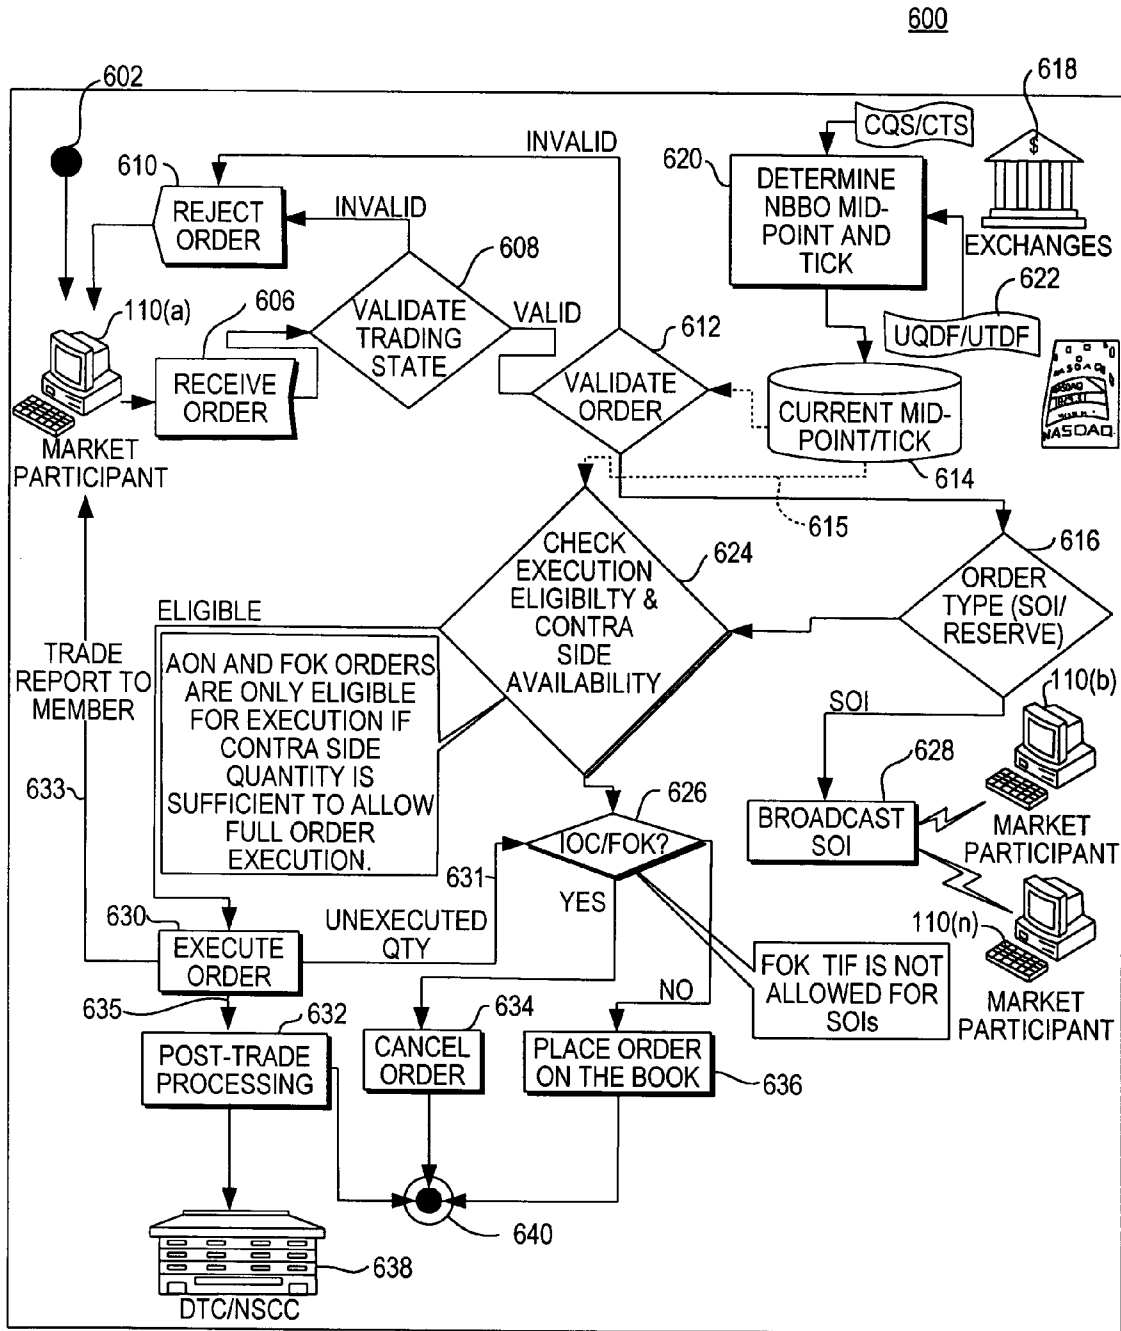 600
602
618
CQS/CTS
INVALID
$
610
620
DETERMINE
NBBO MID-
POINT AND
TICK
REJECT
ORDER
INVALID
EXCHANGES
608
606
110(a)
622
VALIDATE
TRADING
STATE
VALID
612
UQDF/UTDF
RECEIVE
ORDER
VALIDATE
ORDER
CURRENT MID-
POINT/TICK
NASDAQ
MARKET
PARTICIPANT
614
615
616
CHECK
EXECUTION
ELIGIBILTY &
CONTRA
SIDE
AVAILABILITY
624
ORDER
TYPE (SOI/
RESERVE)
ELIGIBLE
TRADE
REPORT TO
MEMBER
AON AND FOK ORDERS
ARE ONLY ELIGIBLE
FOR EXECUTION IF
CONTRA SIDE
QUANTITY IS
SUFFICIENT TO ALLOW
FULL ORDER
EXECUTION.
SOI
110(b)
628
633
626
BROADCAST
SOI
IOC/FOK?
MARKET
PARTICIPANT
631
YES
630
UNEXECUTED
QTY
EXECUTE
ORDER
110(n)
FOK TIF IS NOT
ALLOWED FOR
SOIs
NO
MARKET
PARTICIPANT
635
632
634
POST-TRADE
PROCESSING
CANCEL
ORDER
PLACE ORDER
ON THE BOOK
636
640
638
DTC/NSCC